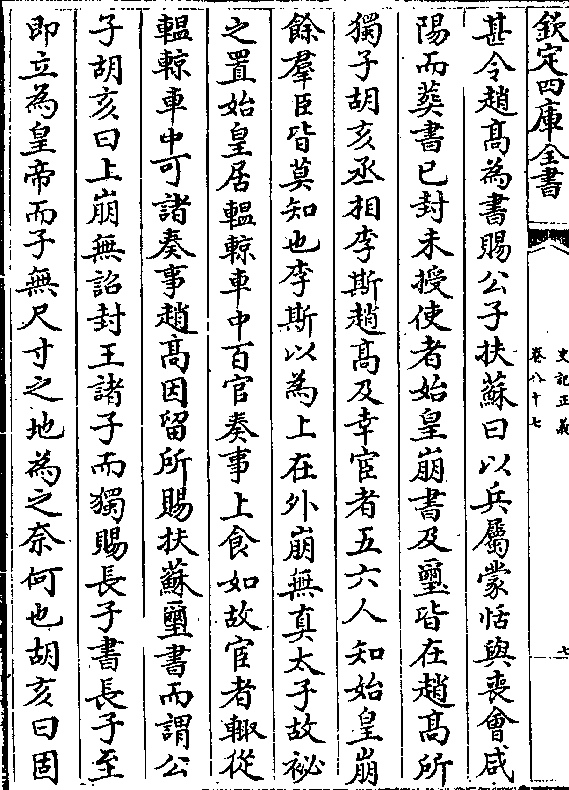 欽定四庫全書
史記正義
卷八十七
七
甚令趙髙為書賜公子扶蘇曰以兵屬蒙恬與喪會咸
陽而葬書已封未授使者始皇崩書及璽皆在趙髙所
獨子胡亥丞相李斯趙髙及幸宦者五六人知始皇崩
餘羣臣皆莫知也李斯以為上在外崩無真太子故祕
之置始皇居轀輬車中百官奏事上食如故宦者輙從
轀輬車中可諸奏事趙髙因留所賜扶蘇璽書而謂公
子胡亥曰上崩無詔封王諸子而獨賜長子書長子至
即立為皇帝而子無尺寸之地為之奈何也胡亥曰固